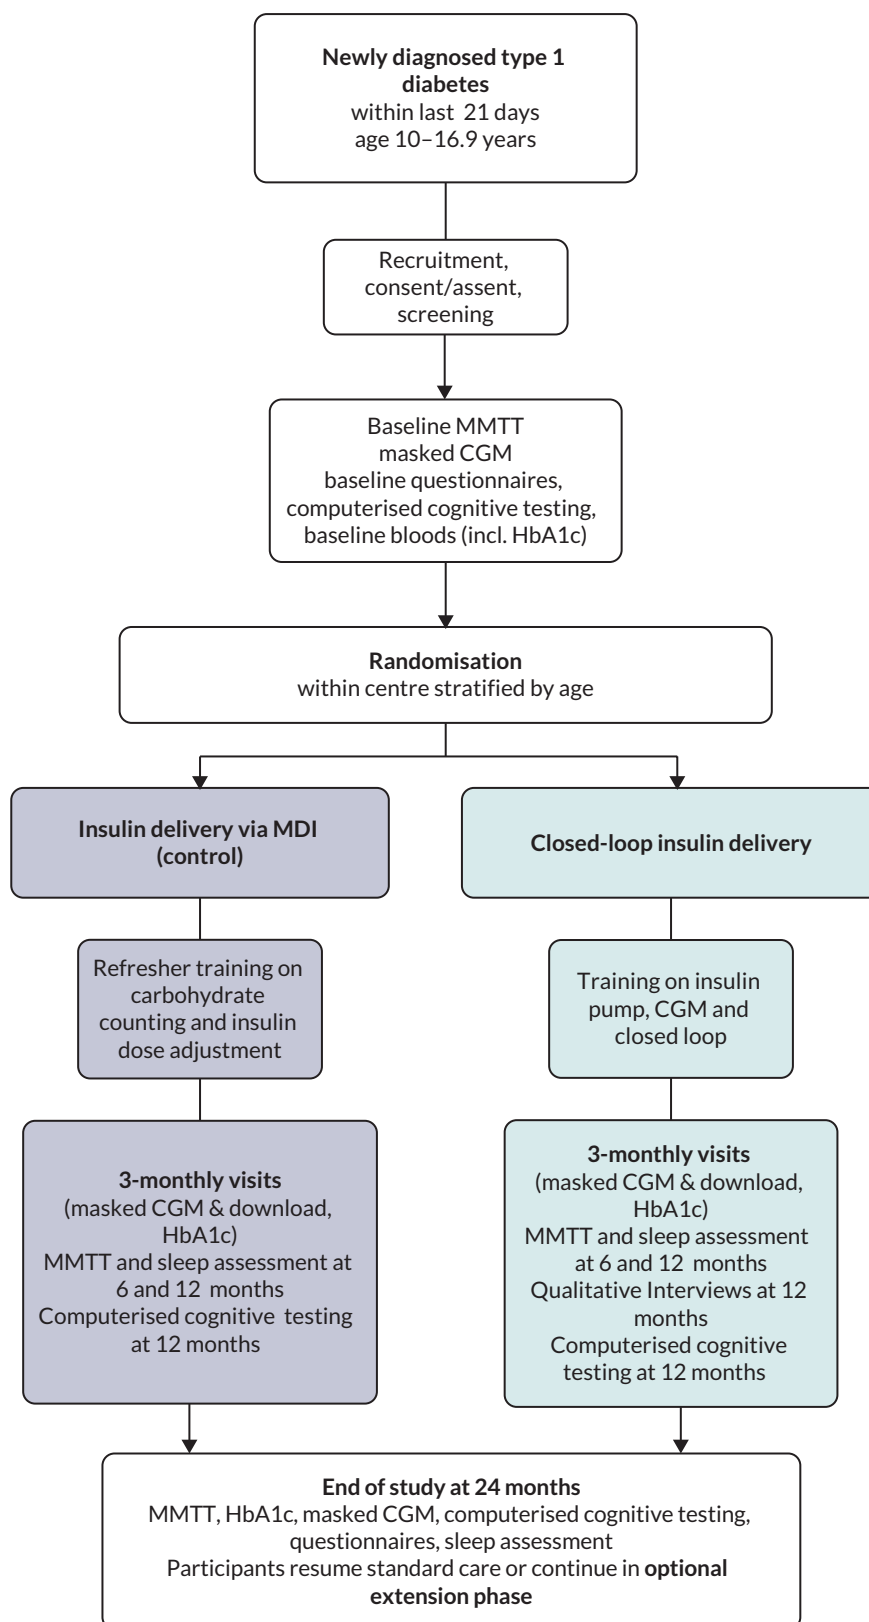 Newly diagnosed type 1
diabetes
within last 21 days
age 10–16.9 years
Recruitment,
consent/assent,
screening
Baseline MMTT
masked CGM
baseline questionnaires,
computerised cognitive testing,
baseline bloods (incl. HbA1c)
Randomisation
within centre stratified by age
Insulin delivery via MDI
(control)
Closed-loop insulin delivery
Refresher training on
carbohydrate
counting and insulin
dose adjustment
Training on insulin
pump, CGM and
closed loop
3-monthly visits
(masked CGM & download,
HbA1c)
MMTT and sleep assessment at
6 and 12 months
Computerised cognitive testing
at 12 months
3-monthly visits
(masked CGM & download,
HbA1c)
MMTT and sleep assessment
at 6 and 12 months
Qualitative Interviews at 12
months
Computerised cognitive
testing at 12 months
End of study at 24 months
MMTT, HbA1c, masked CGM, computerised cognitive testing,
questionnaires, sleep assessment
Participants resume standard care or continue in optional
extension phase